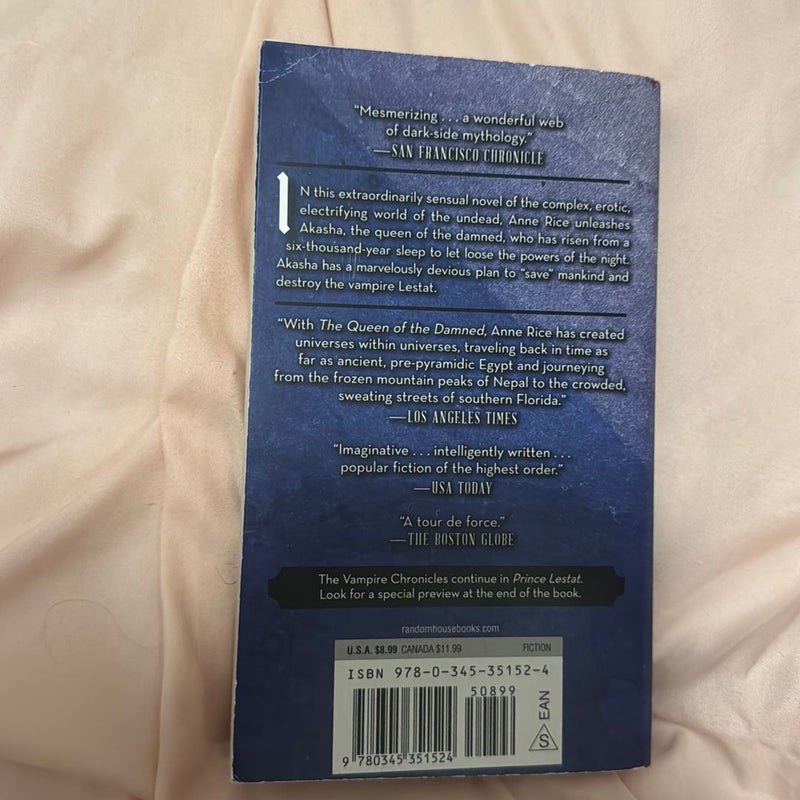 “Mesmerizing . . . a wonderful web
of dark-side mythology.”
—SAN FRANCISCO CHRONICLE
IN this extraordinarily sensual novel of the complex, erotic,
electrifying world of the undead, Anne Rice unleashes
Akasha, the queen of the damned, who has risen from a
six-thousand-year sleep to let loose the powers of the night.
Akasha has a marvelously devious plan to “save” mankind and
destroy the vampire Lestat.
“With The Queen of the Damned, Anne Rice has created
universes within universes, traveling back in time as
far as ancient, pre-pyramidic Egypt and journeying
from the frozen mountain peaks of Nepal to the crowded,
sweating streets of southern Florida.”
—LOS ANGELES TIMES
“Imaginative . . . intelligently written . . .
popular fiction of the highest order.”
—USA TODAY
“A tour de force.”
—THE BOSTON GLOBE
The Vampire Chronicles continue in Prince Lestat.
Look for a special preview at the end of the book.
randomhousebooks.com
U.S.A. $8.99 CANADA $11.99 FICTION
ISBN 978-0-345-35152-4
50899
9 780345 351524
S EAN